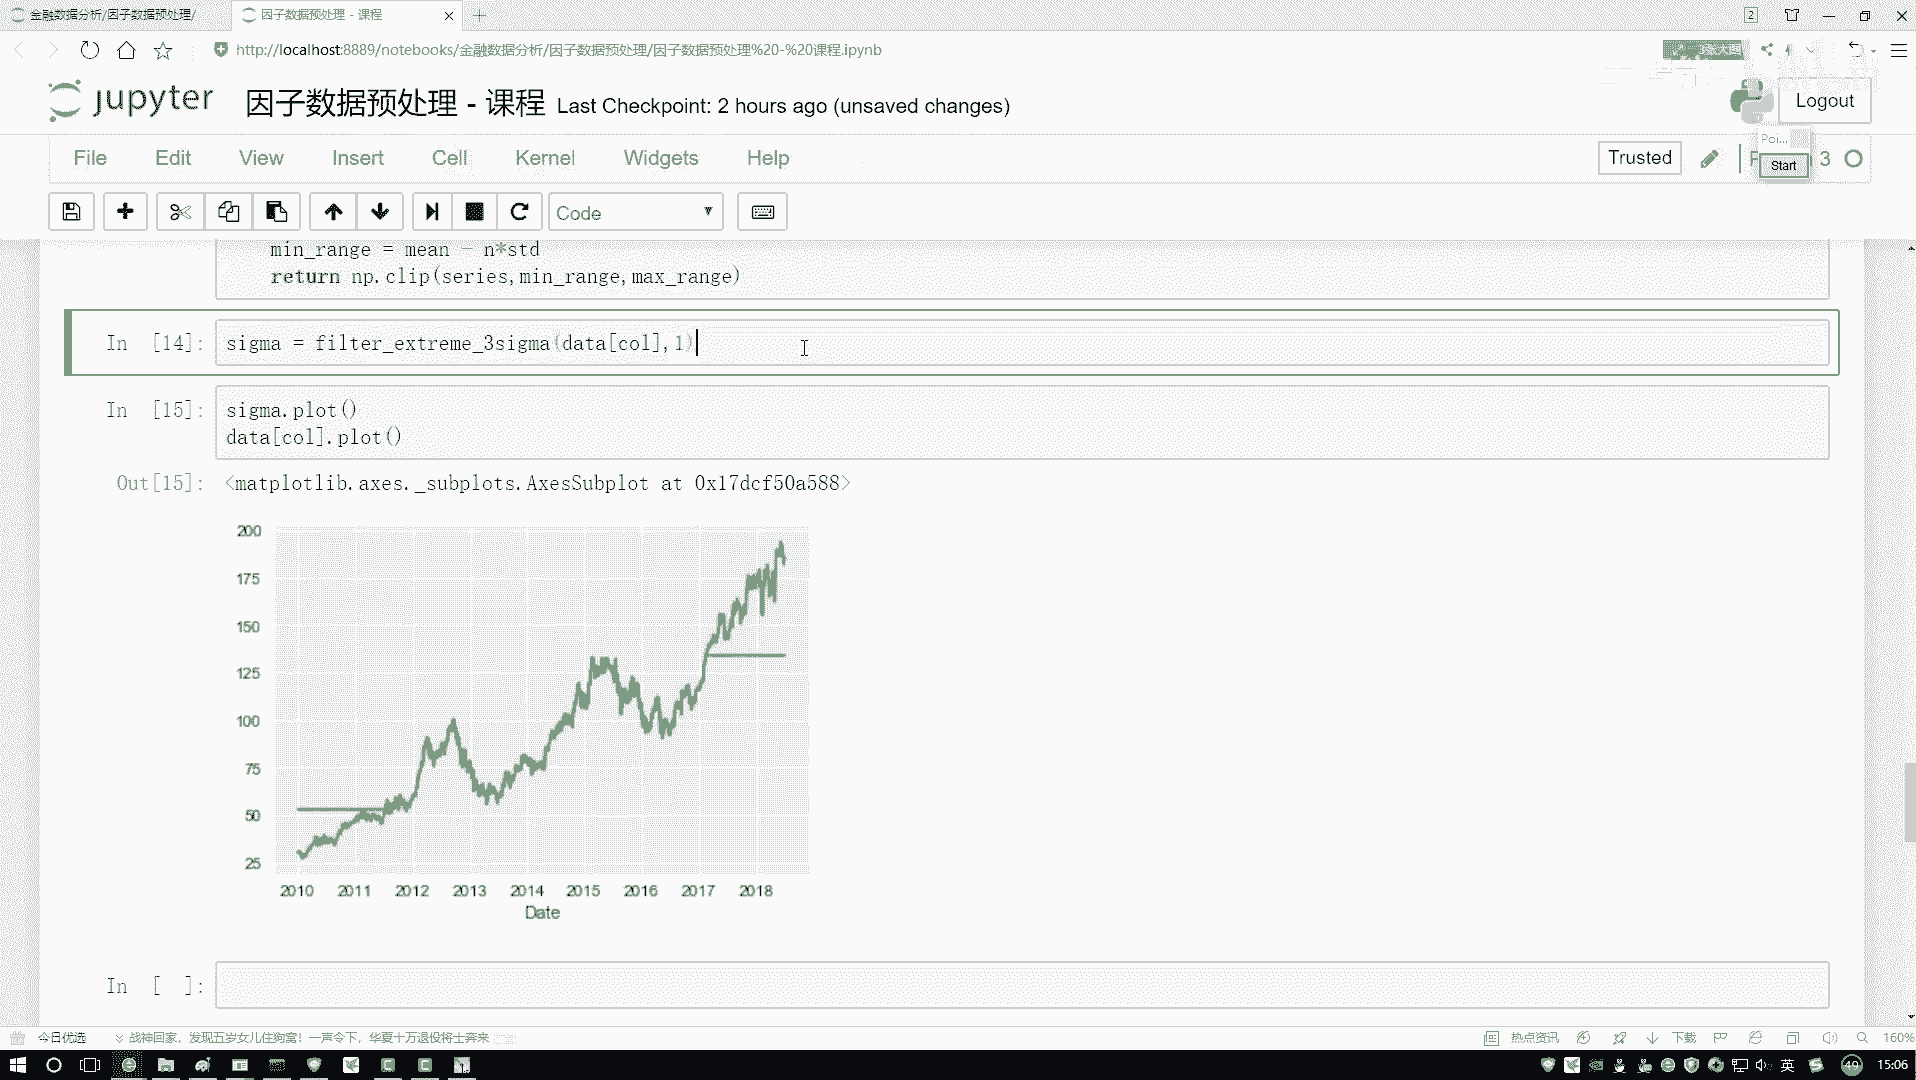 金融数据分析/因子数据预处理/
因子数据预处理 - 课程
2
http://localhost:8889/notebooks/金融数据分析/因子数据预处理/因子数据预处理%20-%20课程.ipynb
jupyter
因子数据预处理 - 课程
Last Checkpoint: 2 hours ago (unsaved changes)
Logout
File Edit View Insert Cell Kernel Widgets Help
Trusted
3
Poi...
Start
Code
min_range = mean - n*std
return np.clip(series,min_range,max_range)
In [14]: sigma = filter_extreme_3sigma(data[col],1)
In [15]: sigma.plot()
data[col].plot()
Out[15]: <matplotlib.axes._subplots.AxesSubplot at 0x17dcf50a588>
200
175
150
125
100
75
50
25
2010 2011 2012 2013 2014 2015 2016 2017 2018
Date
In [ ]:
今日优选
战神回家，发现五岁女儿住狗窝！一声令下，华夏十万退役将士奔来
热点资讯
下载
160%
英
49
15:06